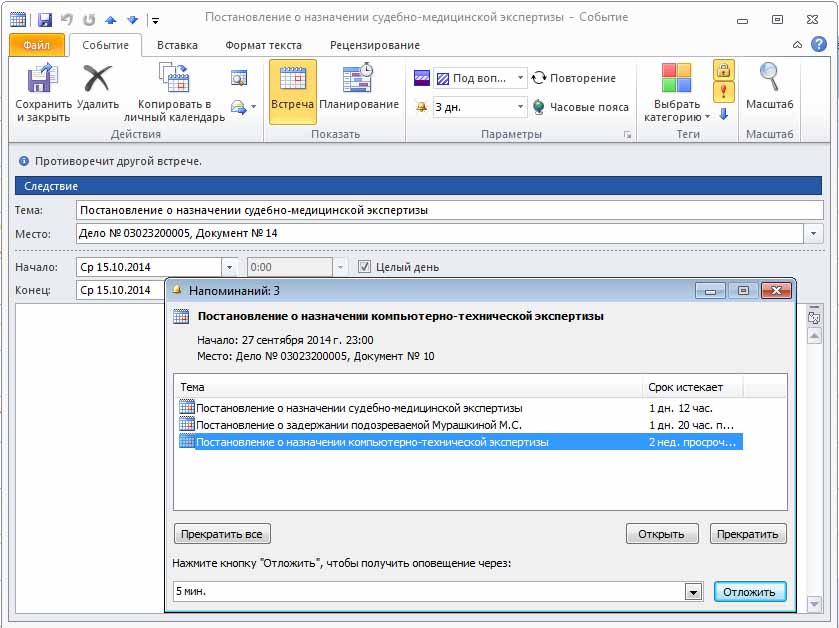 Постановление о назначении судебно-медицинской экспертизы - Событие
Файл Событие Вставка Формат текста Рецензирование
Сохранить и закрыть
Удалить
Копировать в личный календарь
Действия
Встреча
Планирование
Показать
Под воп...
Повторение
3 дн.
Часовые пояса
Параметры
Выбрать категорию
Теги
Масштаб
Масштаб
Противоречит другой встрече.
Следствие
Тема: Постановление о назначении судебно-медицинской экспертизы
Место: Дело № 03023200005, Документ № 14
Начало: Ср 15.10.2014 0:00 Целый день
Конец: Ср 15.10.2014
Напоминаний: 3
Постановление о назначении компьютерно-технической экспертизы
Начало: 27 сентября 2014 г. 23:00
Место: Дело № 03023200005, Документ № 10
Тема Срок истекает
Постановление о назначении судебно-медицинской экспертизы 1 дн. 12 час.
Постановление о задержании подозреваемой Мурашкиной М.С. 1 дн. 20 час. п...
Постановление о назначении компьютерно-технической экспертизы 2 нед. просроч...
Прекратить все Открыть Прекратить
Нажмите кнопку "Отложить", чтобы получить оповещение через:
5 мин. Отложить